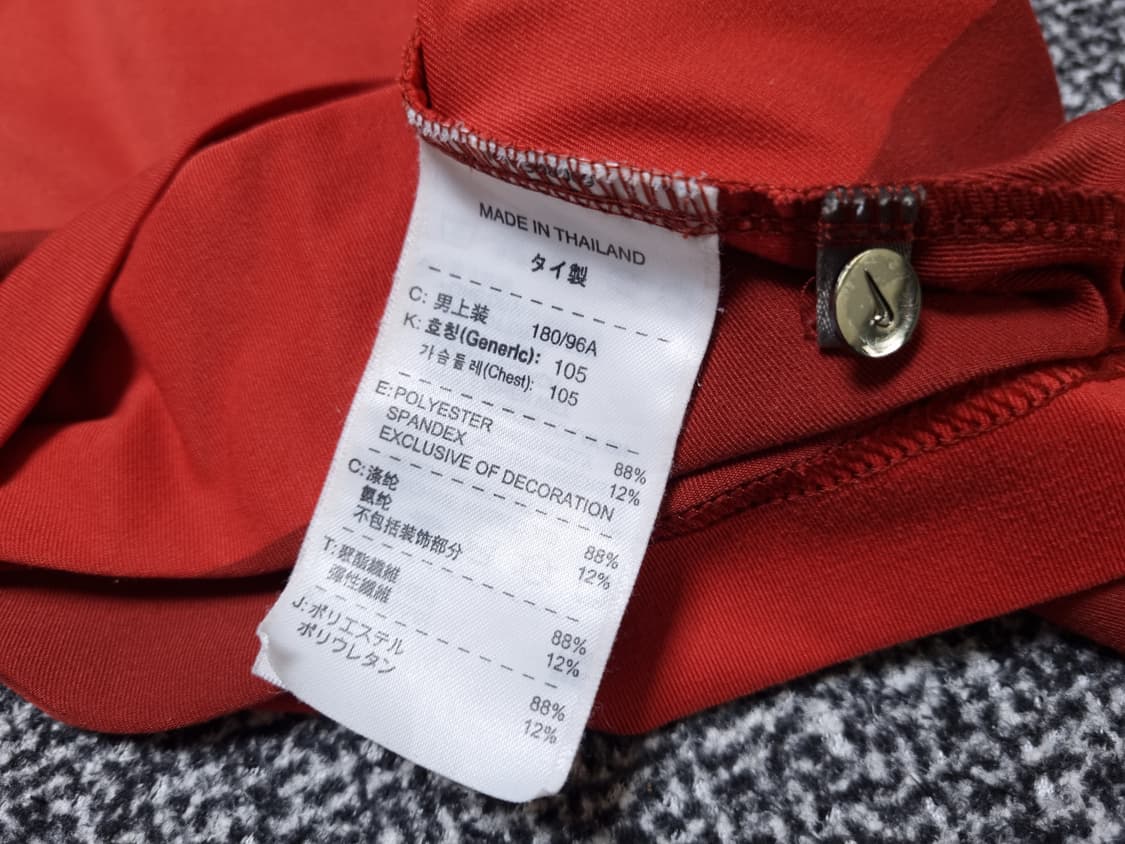 MADE IN THAILAND
タイ製
C: 男上装 180/96A
K: 호칭(Generic): 105
가슴둘레(Chest): 105
E: POLYESTER 88%
SPANDEX 12%
EXCLUSIVE OF DECORATION
C: 涤纶 88%
氨纶 12%
不包括装饰部分
T: 聚酯纖維 88%
彈性纖維 12%
J: ポリエステル 88%
ポリウレタン 12%